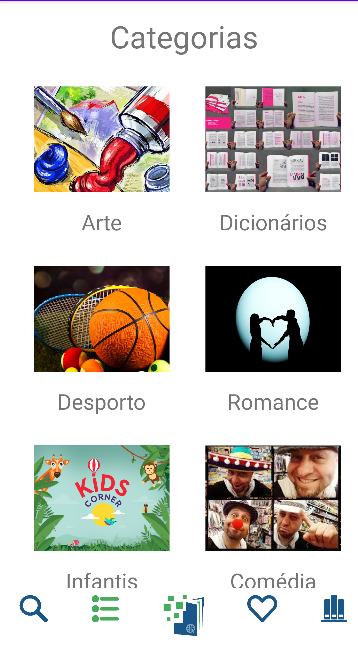 Categorias
Arte
Dicionários
Desporto
Romance
KiDS
CORNER
Infantis
Comédia